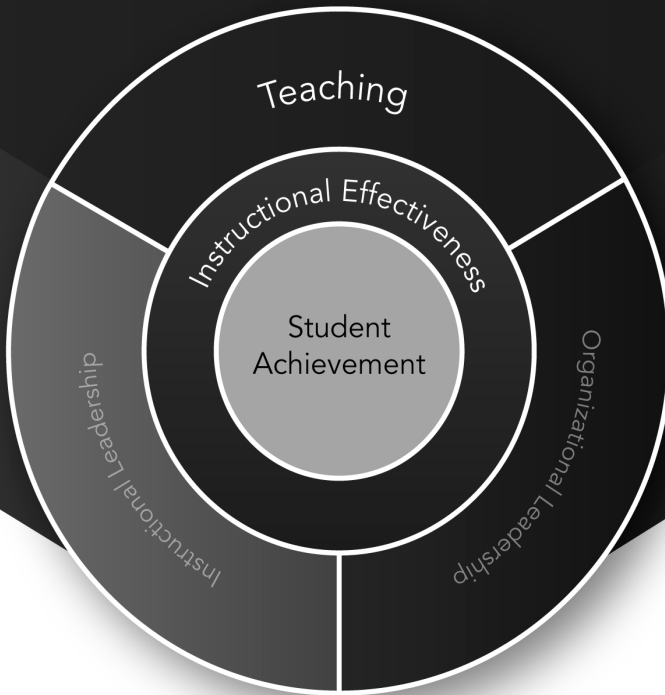 Teaching
Instructional Effectiveness
Student
Achievement
Instructional Leadership
Organizational Leadership